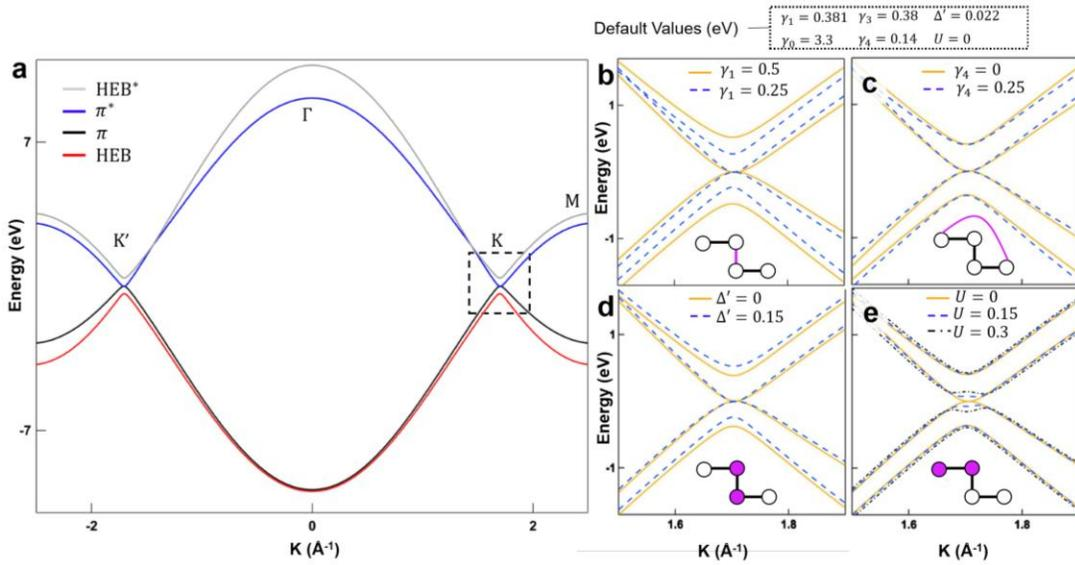 Default Values (eV)
γ₁ = 0.381 γ₃ = 0.38 Δ′ = 0.022
γ₀ = 3.3 γ₄ = 0.14 U = 0
a
HEB*
π*
π
HEB
Γ
M
K′
K
7
-7
Energy (eV)
-2
0
2
K (Å⁻¹)
b
γ₁ = 0.5
γ₁ = 0.25
1
-1
Energy (eV)
c
γ₄ = 0
γ₄ = 0.25
d
Δ′ = 0
Δ′ = 0.15
1
-1
Energy (eV)
1.6
1.8
K (Å⁻¹)
e
U = 0
U = 0.15
U = 0.3
1.6
1.8
K (Å⁻¹)